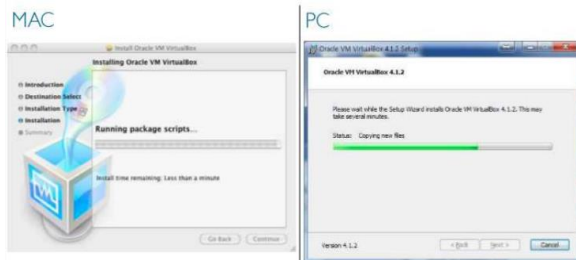 MAC
Install Oracle VM VirtualBox
Installing Oracle VM VirtualBox
Introduction
Destination Select
Installation Type
Installation
Summary
Running package scripts...
Install time remaining: Less than a minute
Go Back
Continue
PC
Oracle VM VirtualBox 4.1.2 Setup
Oracle VM VirtualBox 4.1.2
Please wait while the Setup Wizard installs Oracle VM VirtualBox 4.1.2. This may
take several minutes.
Status: Copying new files
Version 4.1.2
< Back
Next >
Cancel